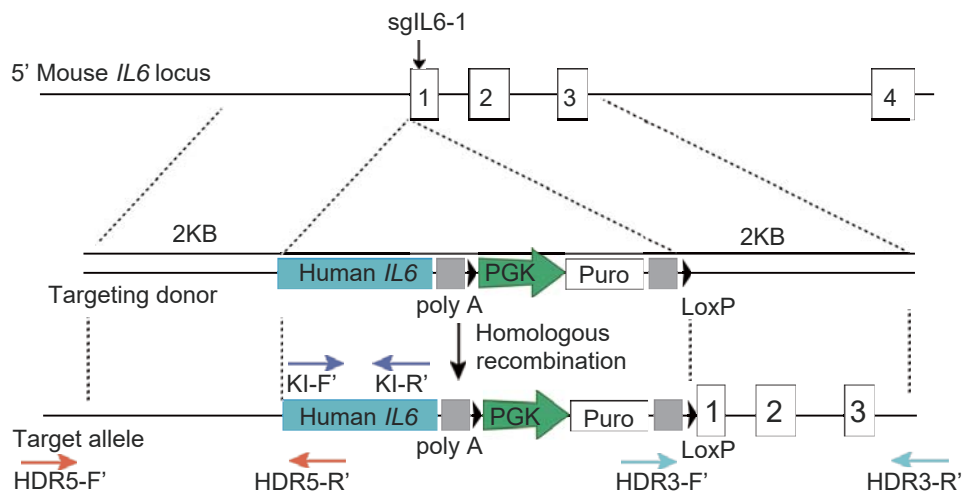 sgIL6-1
5’ Mouse IL6 locus
1 2 3 4
2KB 2KB
Human IL6 PGK Puro
Targeting donor poly A LoxP
Homologous
recombination
KI-F’ KI-R’
Human IL6 PGK Puro 1 2 3
Target allele poly A LoxP
HDR5-F’ HDR5-R’ HDR3-F’ HDR3-R’